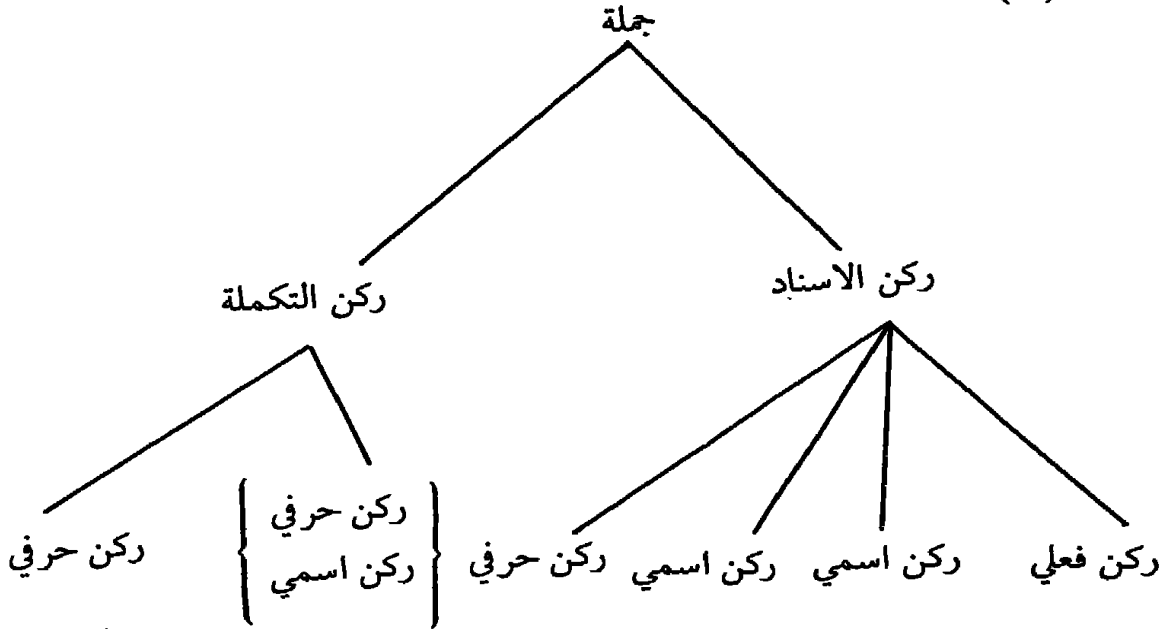 جملة
ركن الاسناد
ركن التكملة
ركن فعلي
ركن اسمي
ركن اسمي
ركن حرفي
ركن حرفي
ركن اسمي
ركن حرفي